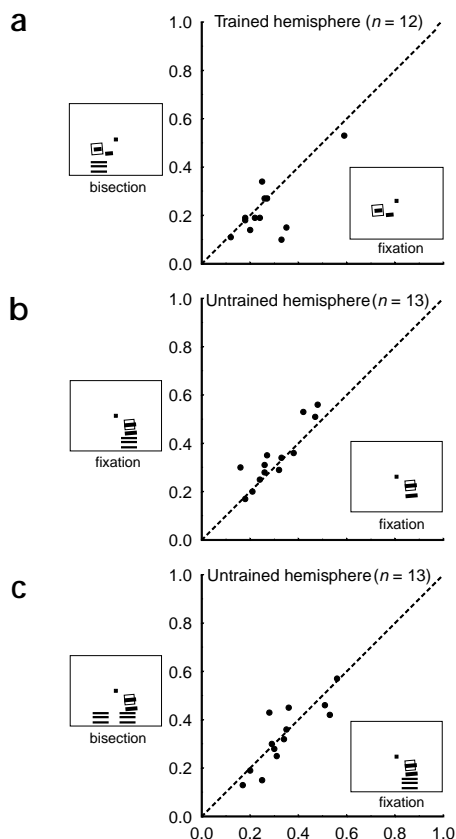 a
Trained hemisphere (n = 12)
1.0
0.8
0.6
0.4
0.2
0.0
bisection
fixation
b
Untrained hemisphere (n = 13)
1.0
0.8
0.6
0.4
0.2
0.0
fixation
fixation
c
Untrained hemisphere (n = 13)
1.0
0.8
0.6
0.4
0.2
0.0
bisection
fixation
0.0 0.2 0.4 0.6 0.8 1.0